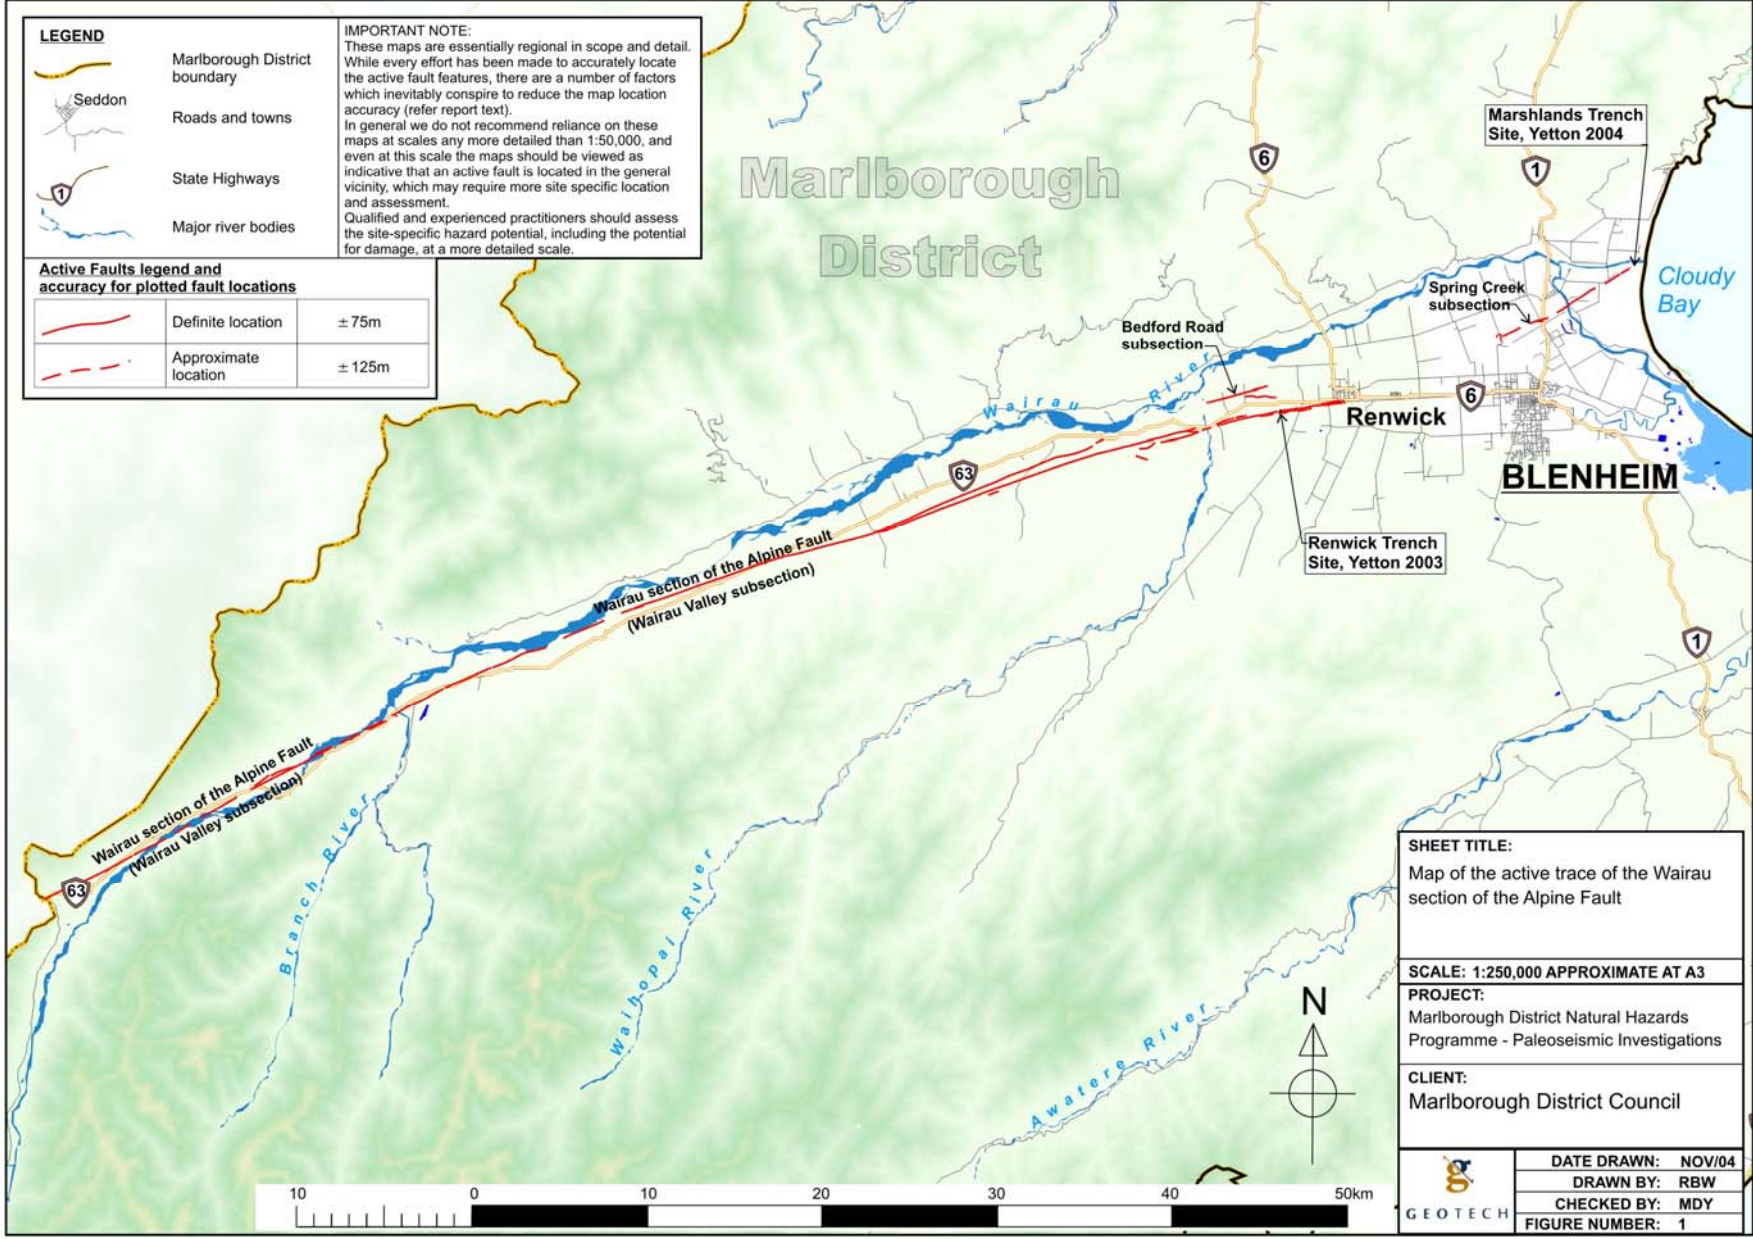 LEGEND
Marlborough District
boundary
Seddon
Roads and towns
1
State Highways
Major river bodies
IMPORTANT NOTE:
These maps are essentially regional in scope and detail.
While every effort has been made to accurately locate
the active fault features, there are a number of factors
which inevitably conspire to reduce the map location
accuracy (refer report text).
In general we do not recommend reliance on these
maps at scales any more detailed than 1:50,000, and
even at this scale the maps should be viewed as
indicative that an active fault is located in the general
vicinity, which may require more site specific location
and assessment.
Qualified and experienced practitioners should assess
the site-specific hazard potential, including the potential
for damage, at a more detailed scale.
Active Faults legend and
accuracy for plotted fault locations
Definite location ±75m
Approximate
location
±125m
Marlborough
District
6
1
Marshlands Trench
Site, Yetton 2004
Cloudy
Bay
Spring Creek
subsection
Bedford Road
subsection
Wairau River
6
Renwick
BLENHEIM
63
Renwick Trench
Site, Yetton 2003
Wairau section of the Alpine Fault
(Wairau Valley subsection)
1
Wairau section of the Alpine Fault
(Wairau Valley subsection)
63
Branch River
Waihopai River
Awatere River
N
SHEET TITLE:
Map of the active trace of the Wairau
section of the Alpine Fault
SCALE: 1:250,000 APPROXIMATE AT A3
PROJECT:
Marlborough District Natural Hazards
Programme - Paleoseismic Investigations
CLIENT:
Marlborough District Council
g
GEOTECH
DATE DRAWN: NOV/04
DRAWN BY: RBW
CHECKED BY: MDY
FIGURE NUMBER: 1
10 0 10 20 30 40 50km